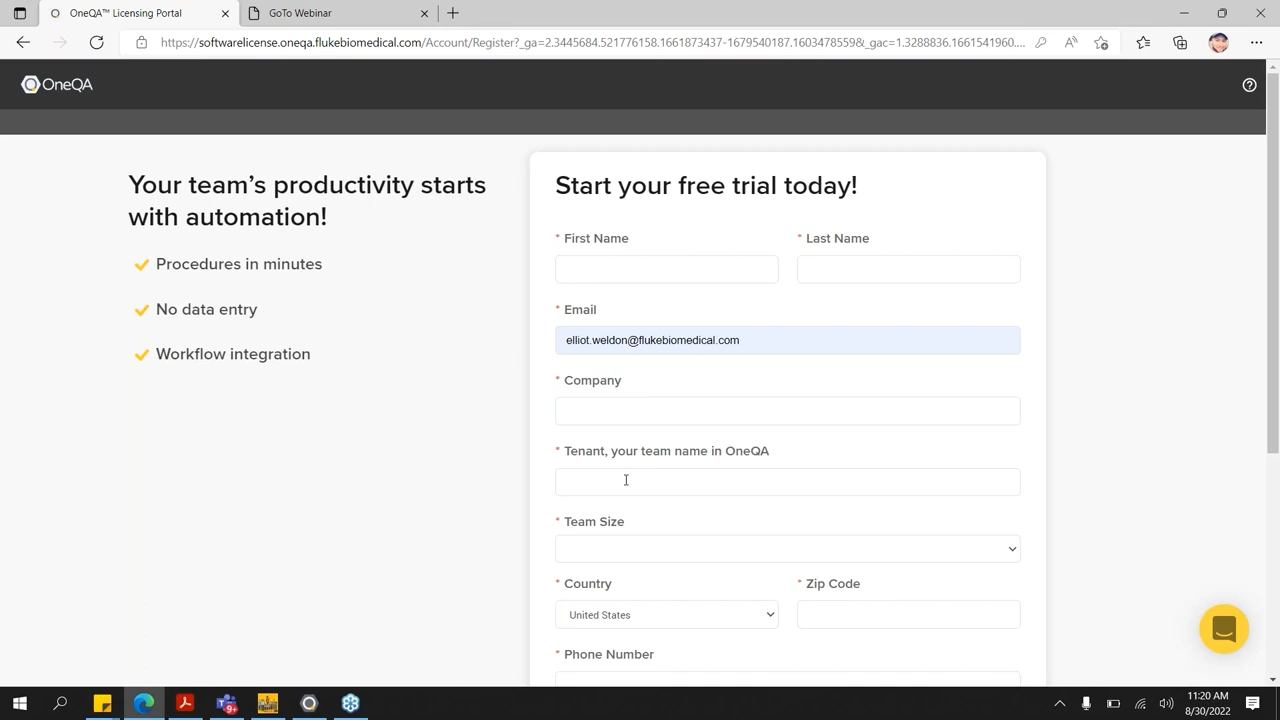 OneQA™ Licensing Portal
GoTo Webinar
https://softwarelicense.oneqa.flukebiomedical.com/Account/Register?_ga=2.3445684.521776158.1661873437-1679540187.1603478559&_gac=1.3288836.1661541960....
OneQA
Your team's productivity starts
with automation!
Procedures in minutes
No data entry
Workflow integration
Start your free trial today!
* First Name
* Last Name
* Email
elliot.weldon@flukebiomedical.com
* Company
* Tenant, your team name in OneQA
* Team Size
* Country
* Zip Code
United States
* Phone Number
9+
11:20 AM
8/30/2022